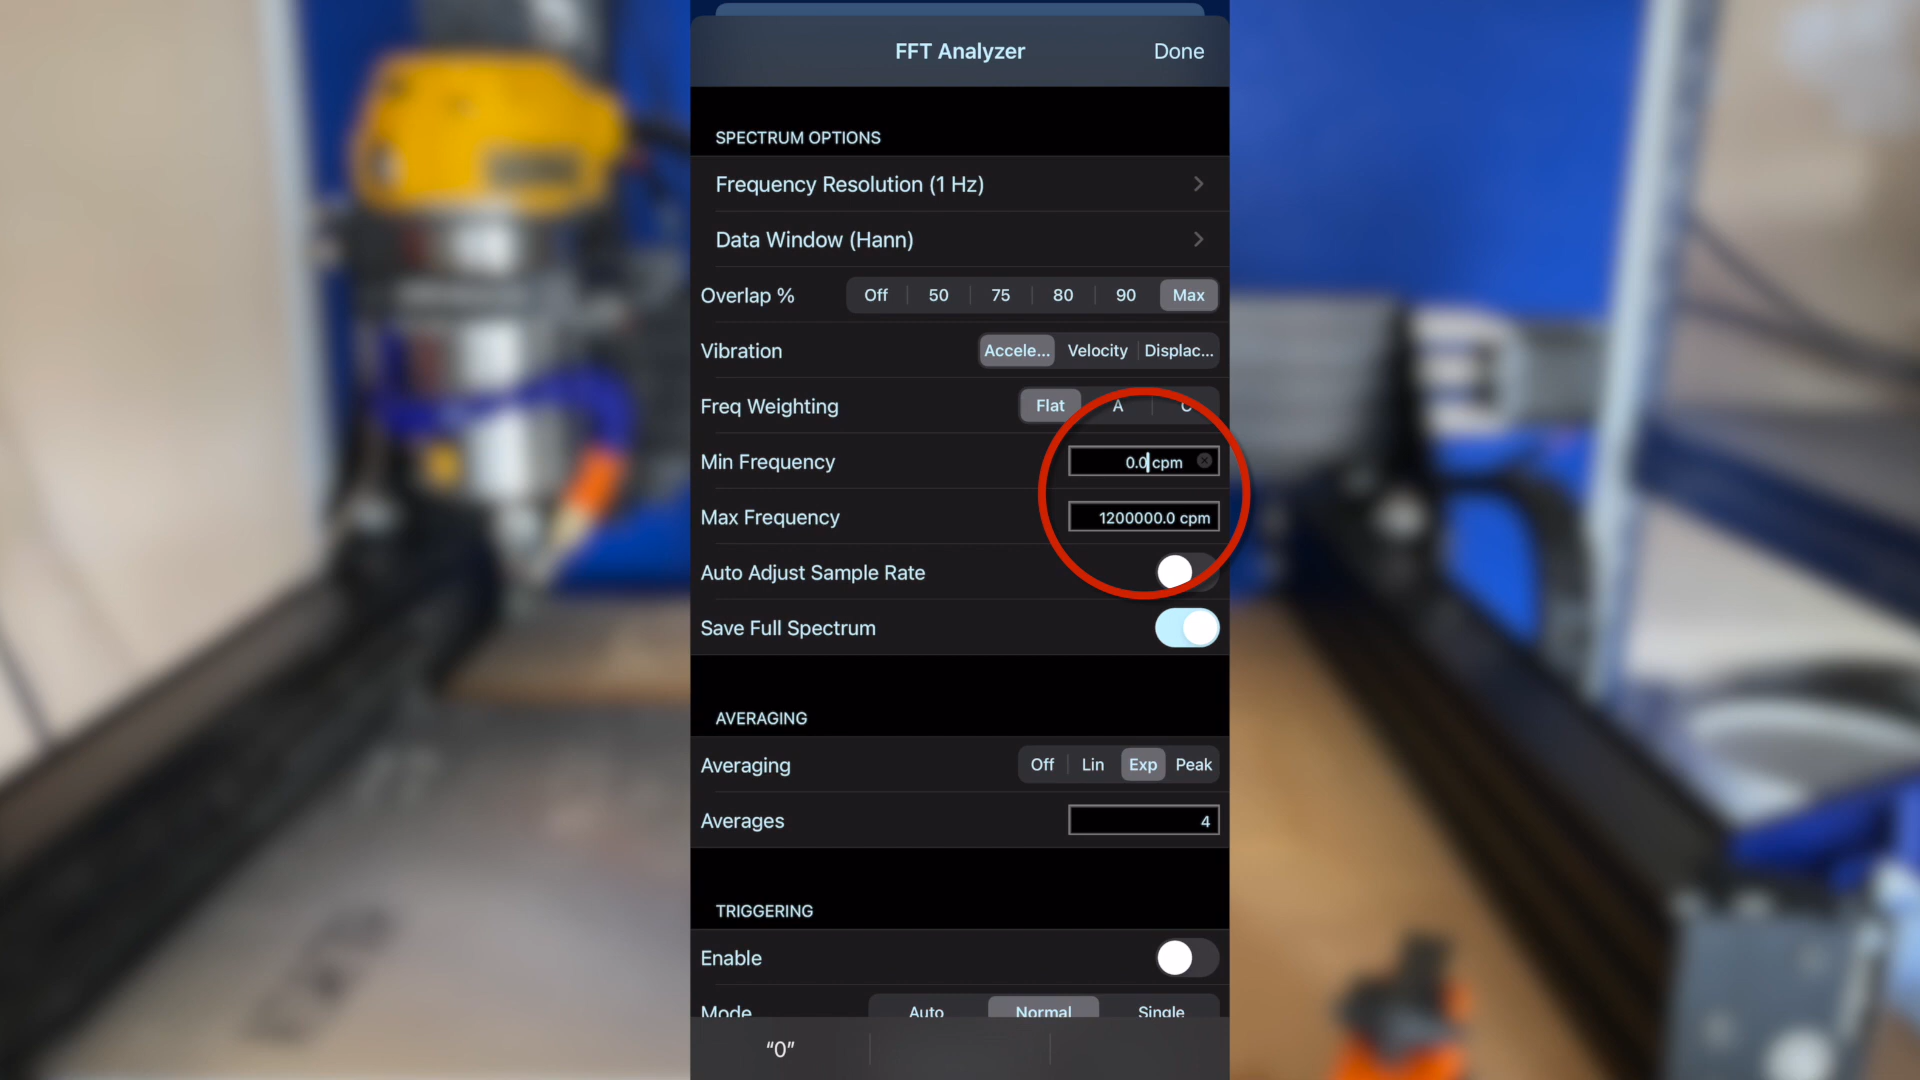 FFT Analyzer Done
SPECTRUM OPTIONS
Frequency Resolution (1 Hz)
Data Window (Hann)
Overlap % Off 50 75 80 90 Max
Vibration Accele... Velocity Displac...
Freq Weighting Flat A C
Min Frequency 0.0 cpm
Max Frequency 1200000.0 cpm
Auto Adjust Sample Rate
Save Full Spectrum
AVERAGING
Averaging Off Lin Exp Peak
Averages 4
TRIGGERING
Enable
Mode Auto Normal Single
“0”